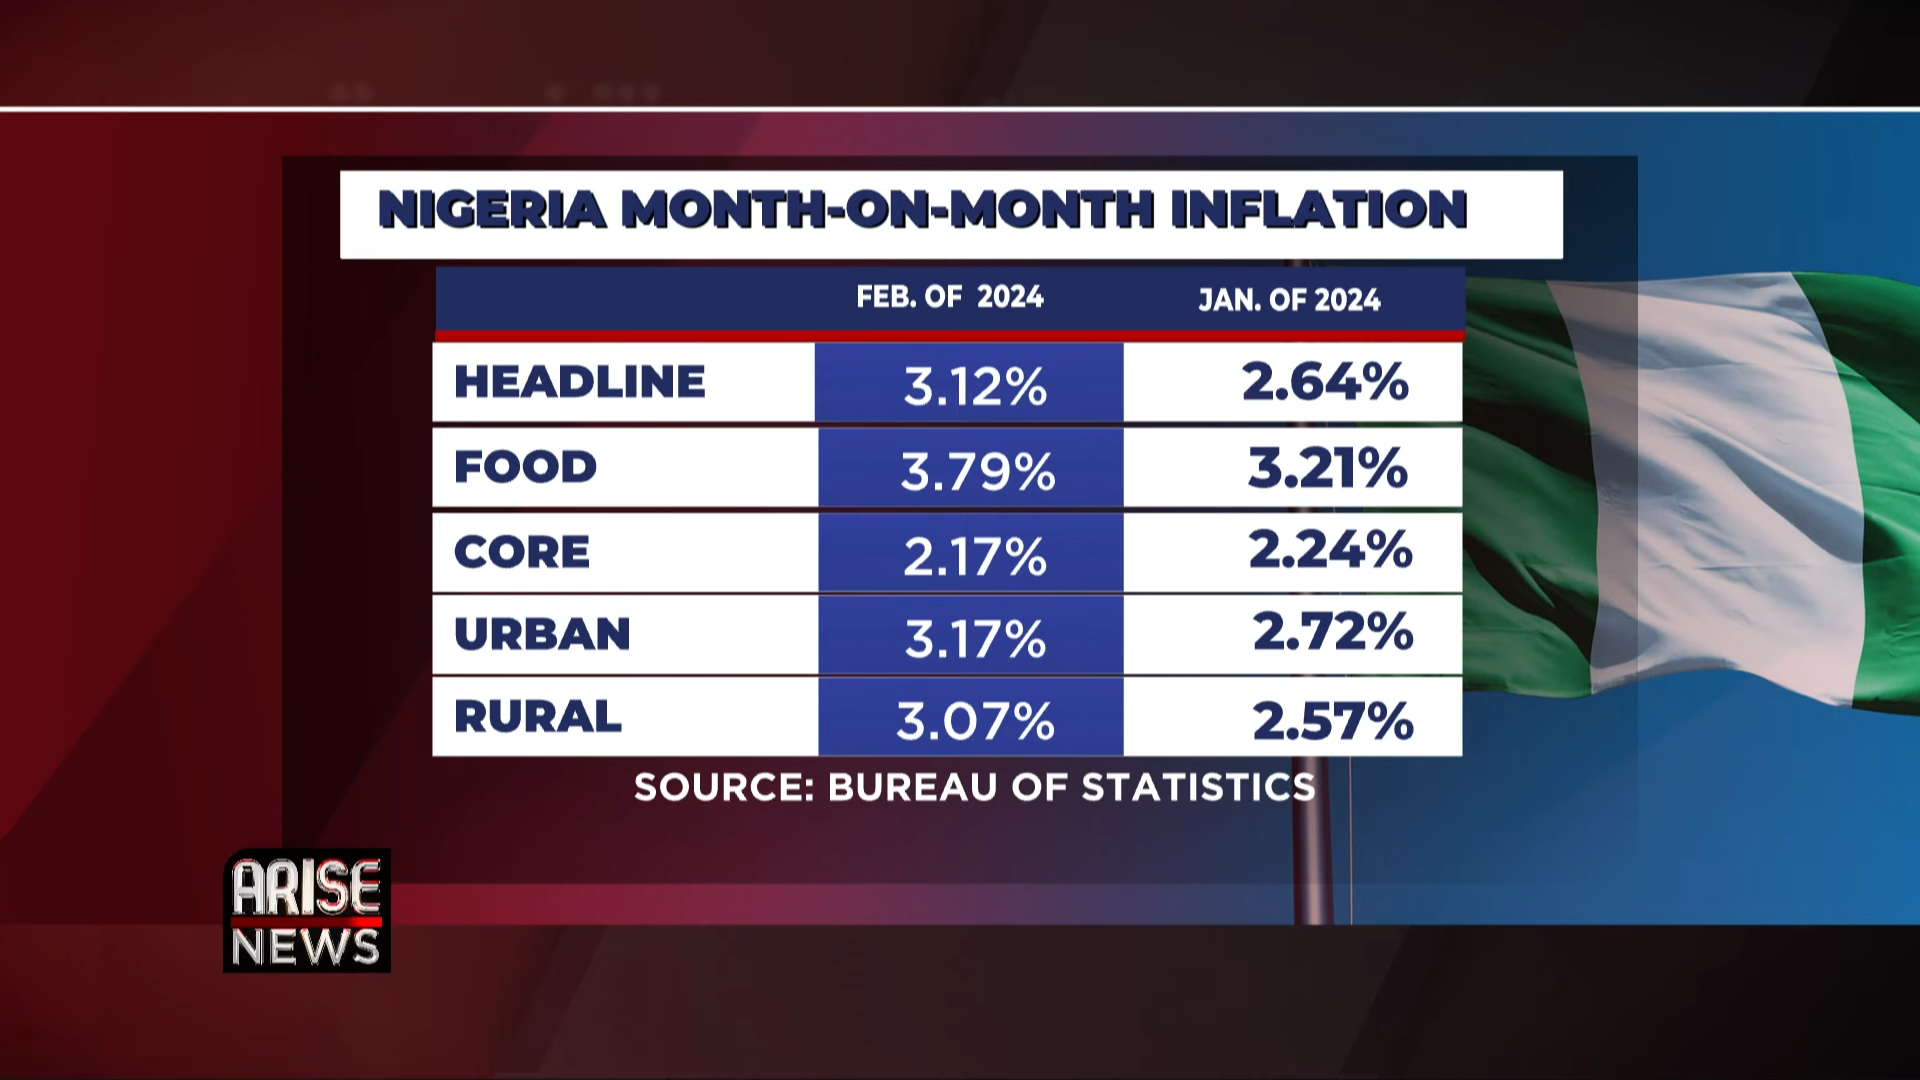 NIGERIA MONTH-ON-MONTH INFLATION
FEB. OF 2024 JAN. OF 2024
HEADLINE 3.12% 2.64%
FOOD 3.79% 3.21%
CORE 2.17% 2.24%
URBAN 3.17% 2.72%
RURAL 3.07% 2.57%
SOURCE: BUREAU OF STATISTICS
ARISE
NEWS